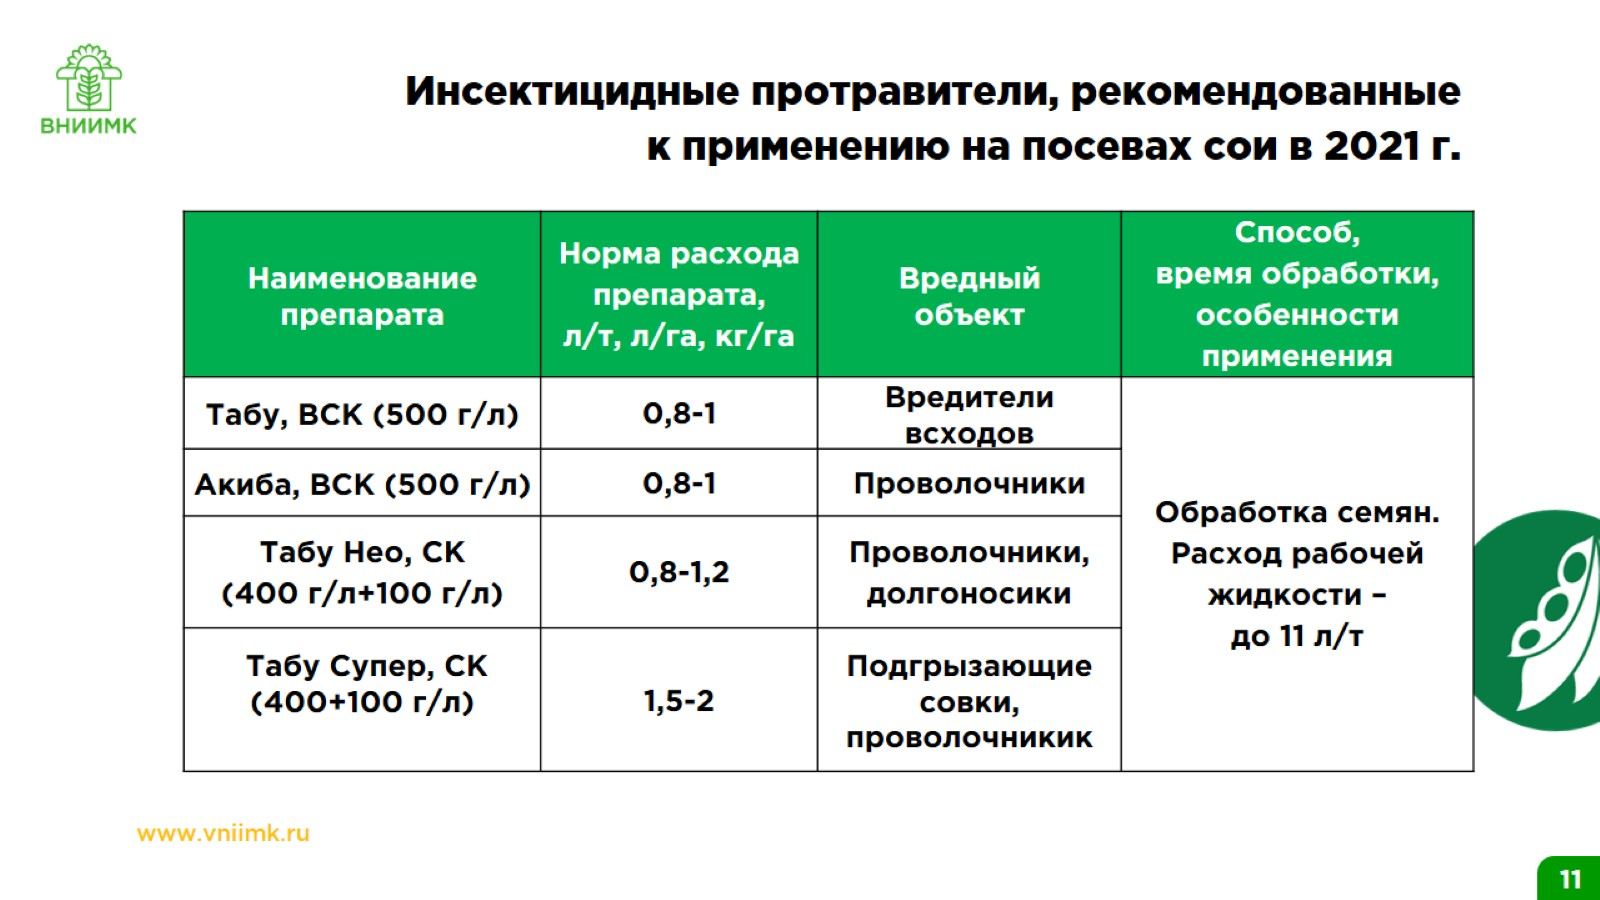 ВНИИМК
Инсектицидные протравители, рекомендованные
к применению на посевах сои в 2021 г.
Наименование
препарата
Норма расхода
препарата,
л/т, л/га, кг/га
Вредный
объект
Способ,
время обработки,
особенности
применения
Табу, ВСК (500 г/л)
0,8-1
Вредители
всходов
Акиба, ВСК (500 г/л)
0,8-1
Проволочники
Табу Нео, СК
(400 г/л+100 г/л)
0,8-1,2
Проволочники,
долгоносики
Табу Супер, СК
(400+100 г/л)
1,5-2
Подгрызающие
совки,
проволочникик
Обработка семян.
Расход рабочей
жидкости –
до 11 л/т
www.vniimk.ru
11